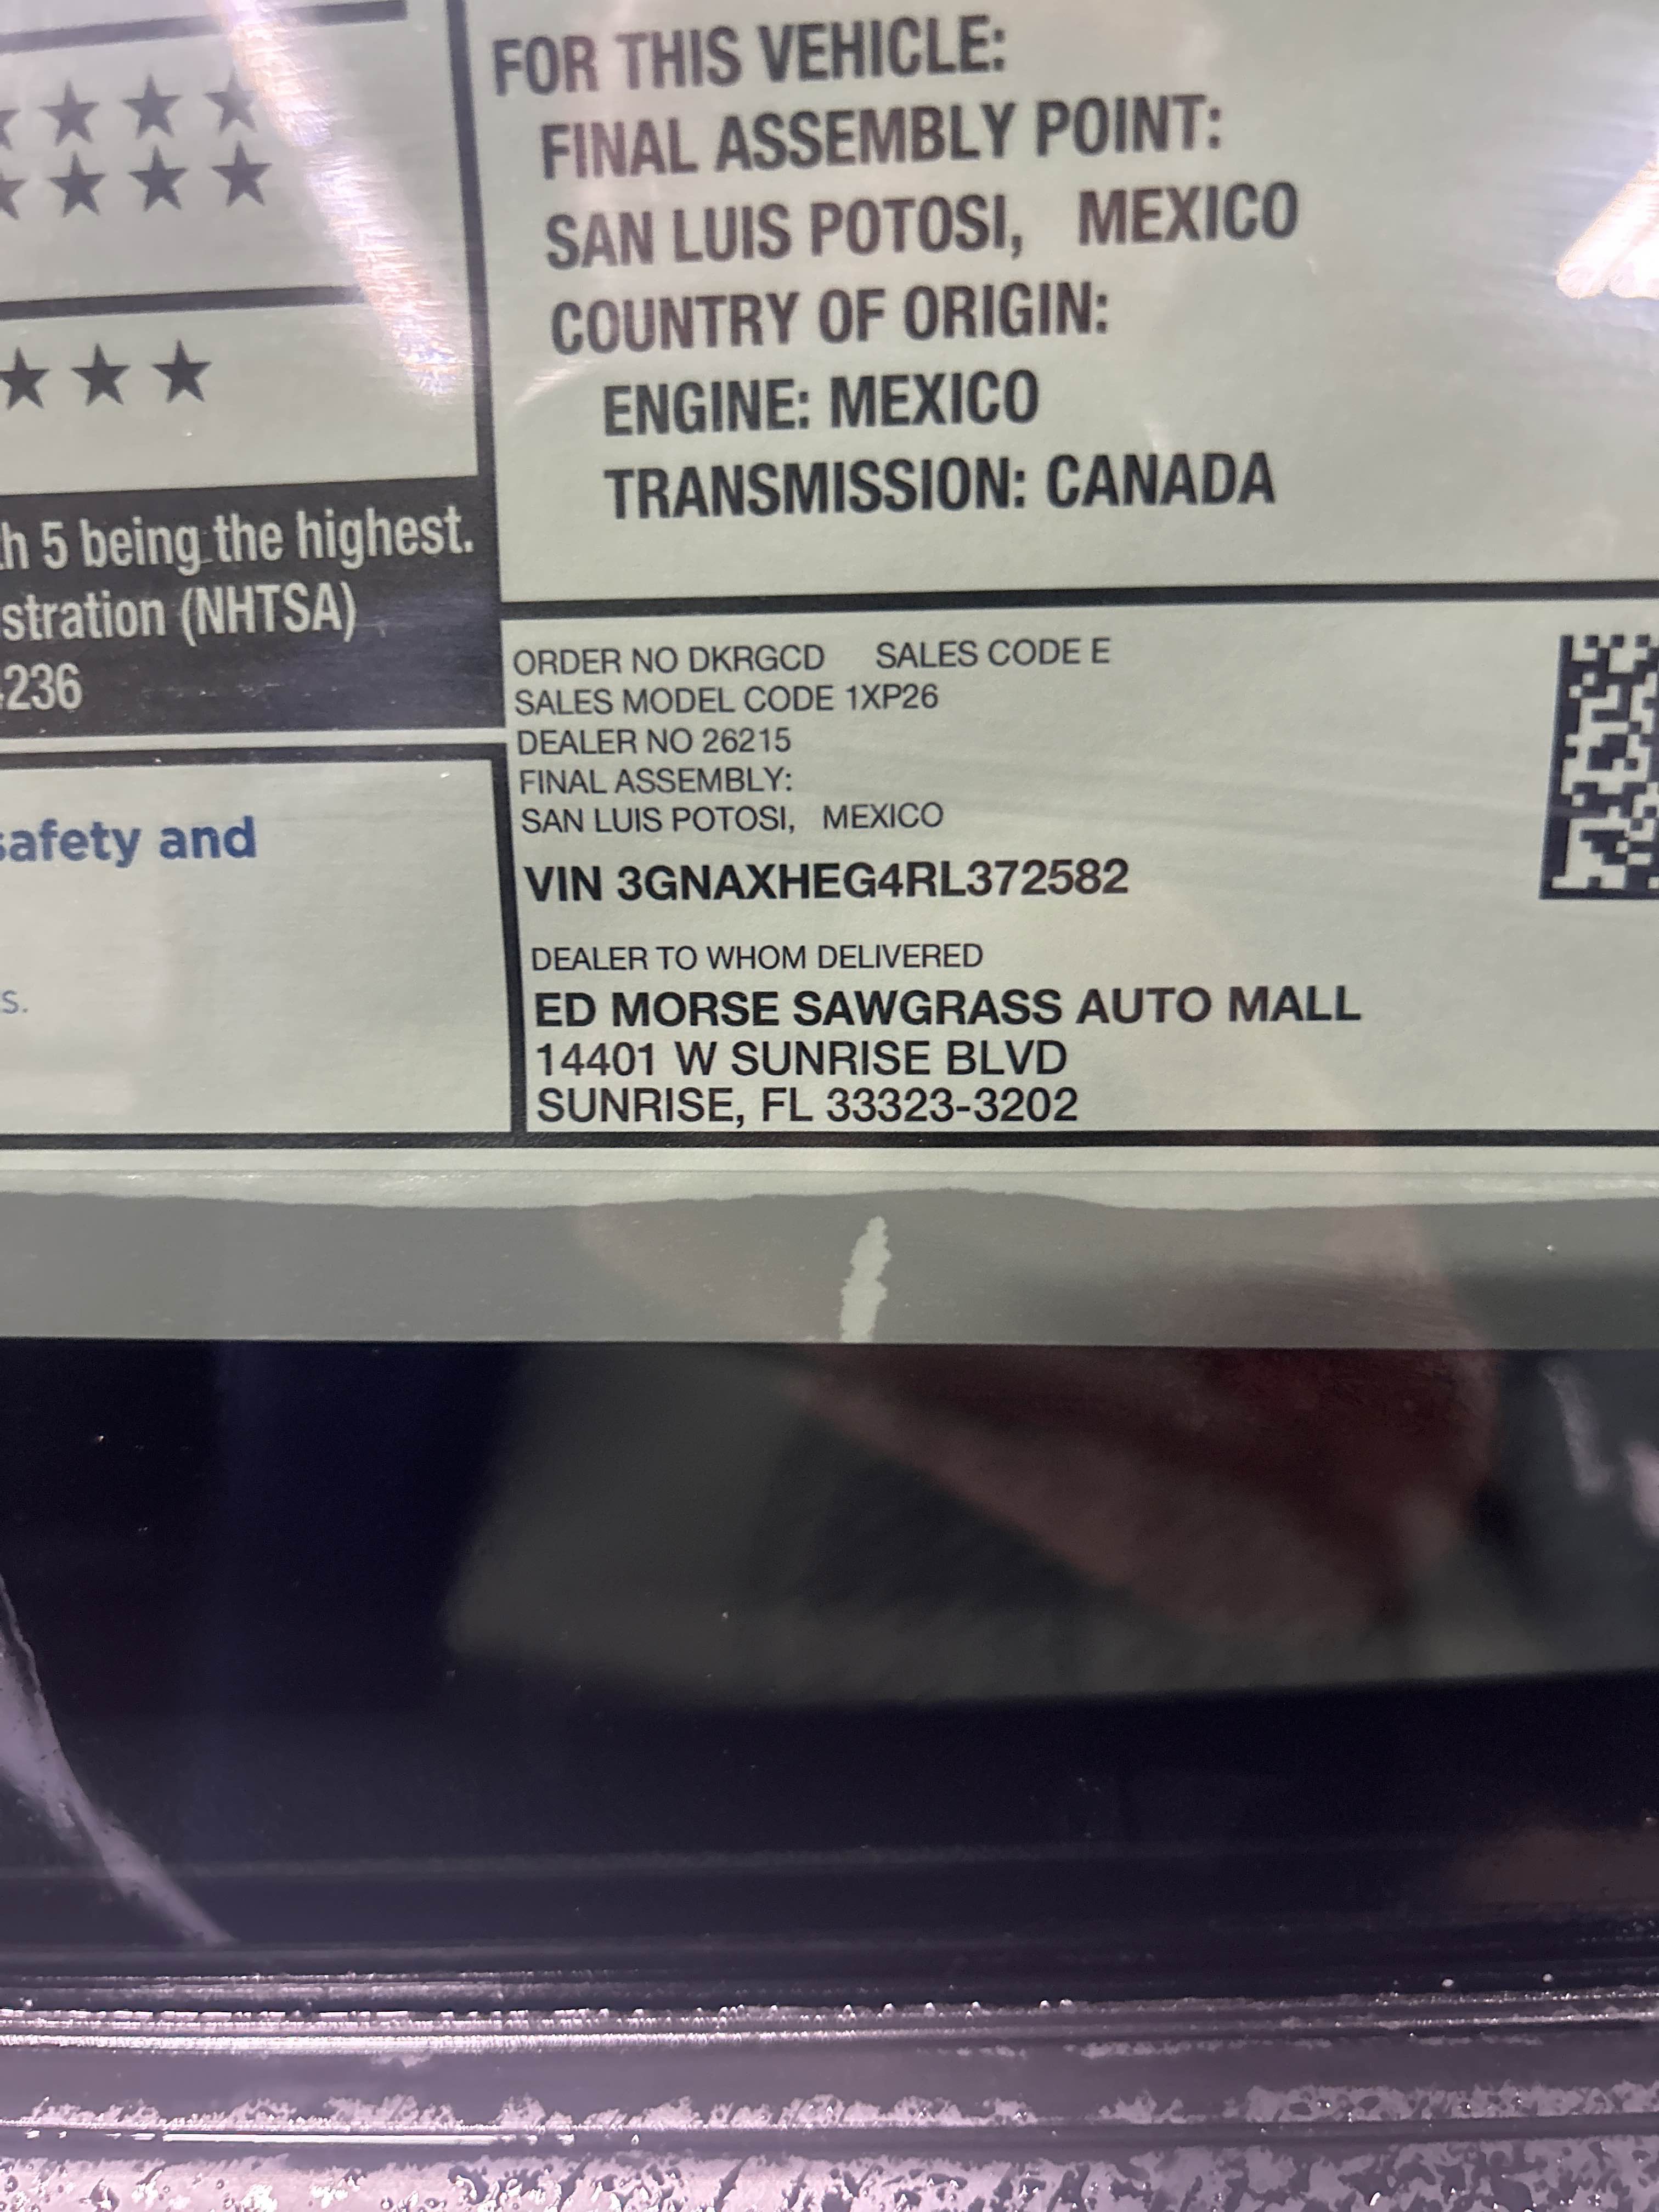 FOR THIS VEHICLE:
FINAL ASSEMBLY POINT:
SAN LUIS POTOSI, MEXICO
COUNTRY OF ORIGIN:
ENGINE: MEXICO
TRANSMISSION: CANADA
h 5 being the highest.
stration (NHTSA)
236
ORDER NO DKRGCD SALES CODE E
SALES MODEL CODE 1XP26
DEALER NO 26215
FINAL ASSEMBLY:
SAN LUIS POTOSI, MEXICO
VIN 3GNAXHEG4RL372582
DEALER TO WHOM DELIVERED
ED MORSE SAWGRASS AUTO MALL
14401 W SUNRISE BLVD
SUNRISE, FL 33323-3202
safety and
s.